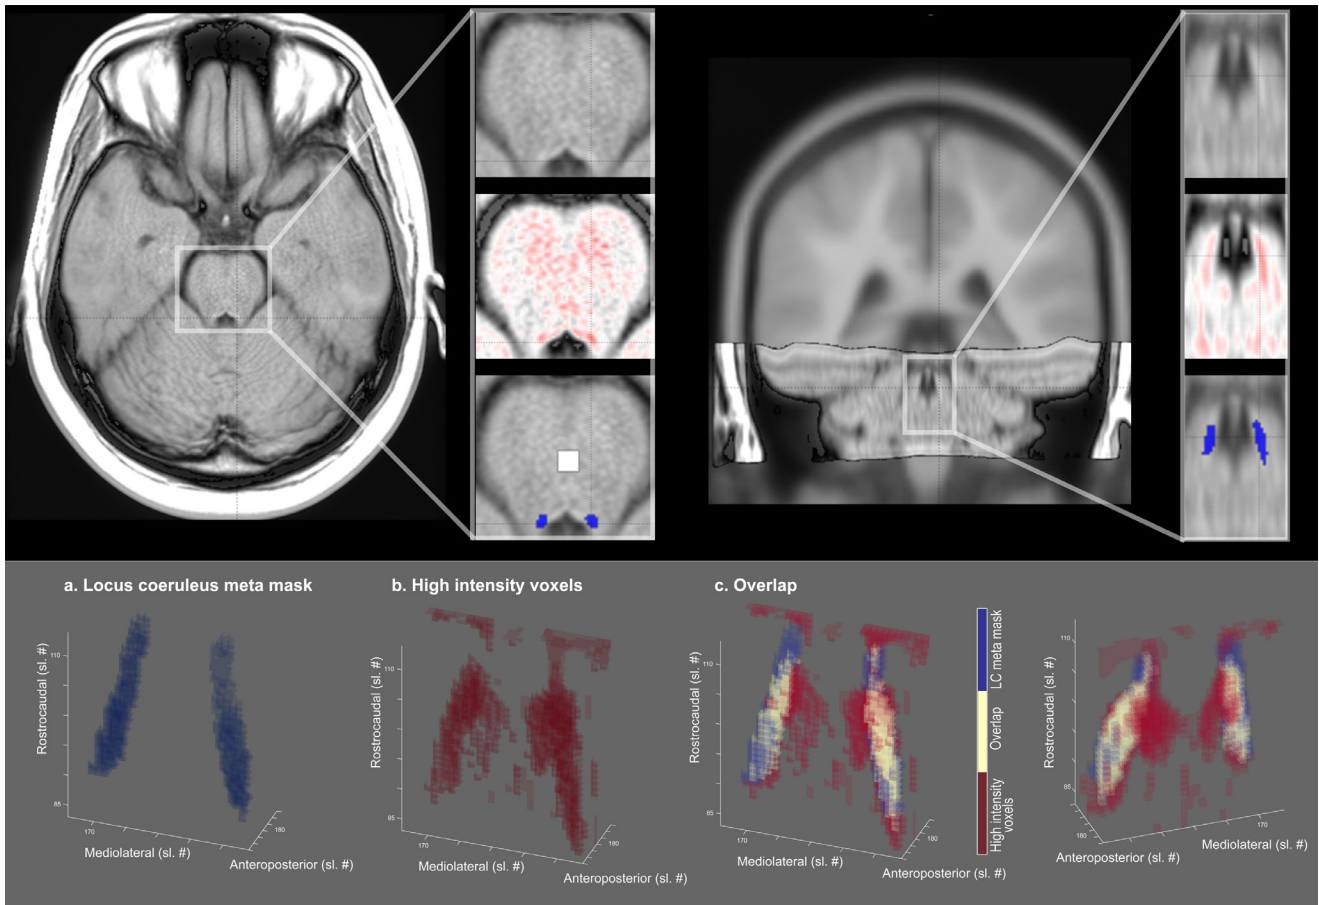 a. Locus coeruleus meta mask
b. High intensity voxels
c. Overlap
Rostrocaudal (sl. #)
110
85
170
180
Mediolateral (sl. #)
Anteroposterior (sl. #)
Rostrocaudal (sl. #)
110
85
170
180
Mediolateral (sl. #)
Anteroposterior (sl. #)
Rostrocaudal (sl. #)
110
85
170
180
Mediolateral (sl. #)
Anteroposterior (sl. #)
LC meta mask
Overlap
High intensity
voxels
Rostrocaudal (sl. #)
110
85
180
170
Anteroposterior (sl. #)
Mediolateral (sl. #)